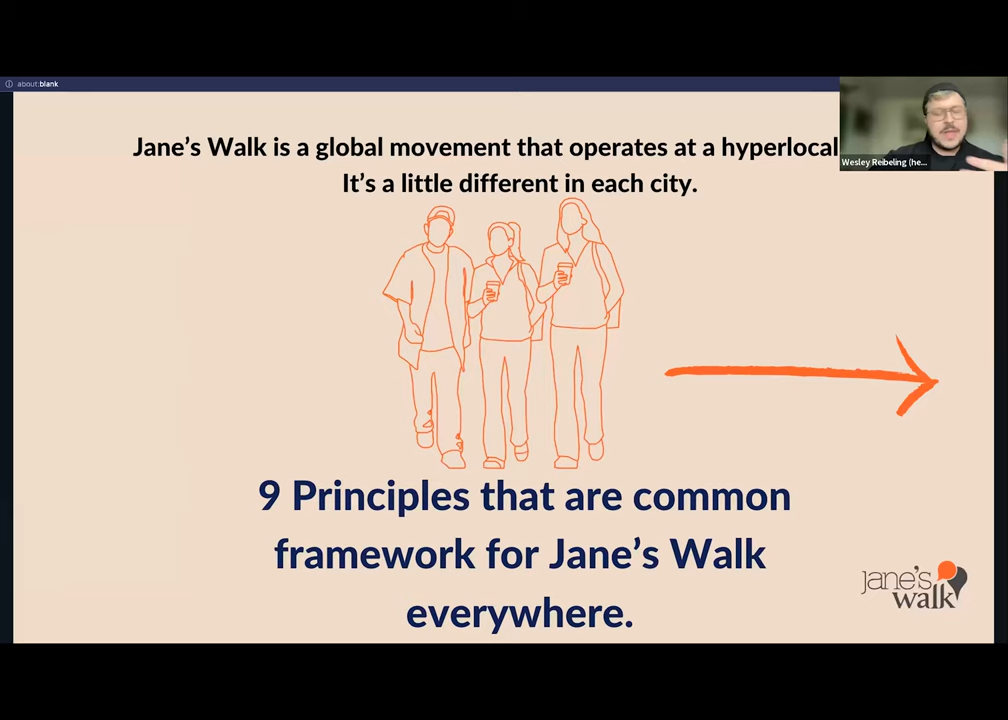 about:blank
Jane's Walk is a global movement that operates at a hyperlocal
It's a little different in each city.
Wesley Reibeling (he...
9 Principles that are common
framework for Jane's Walk
everywhere.
jane's
walk